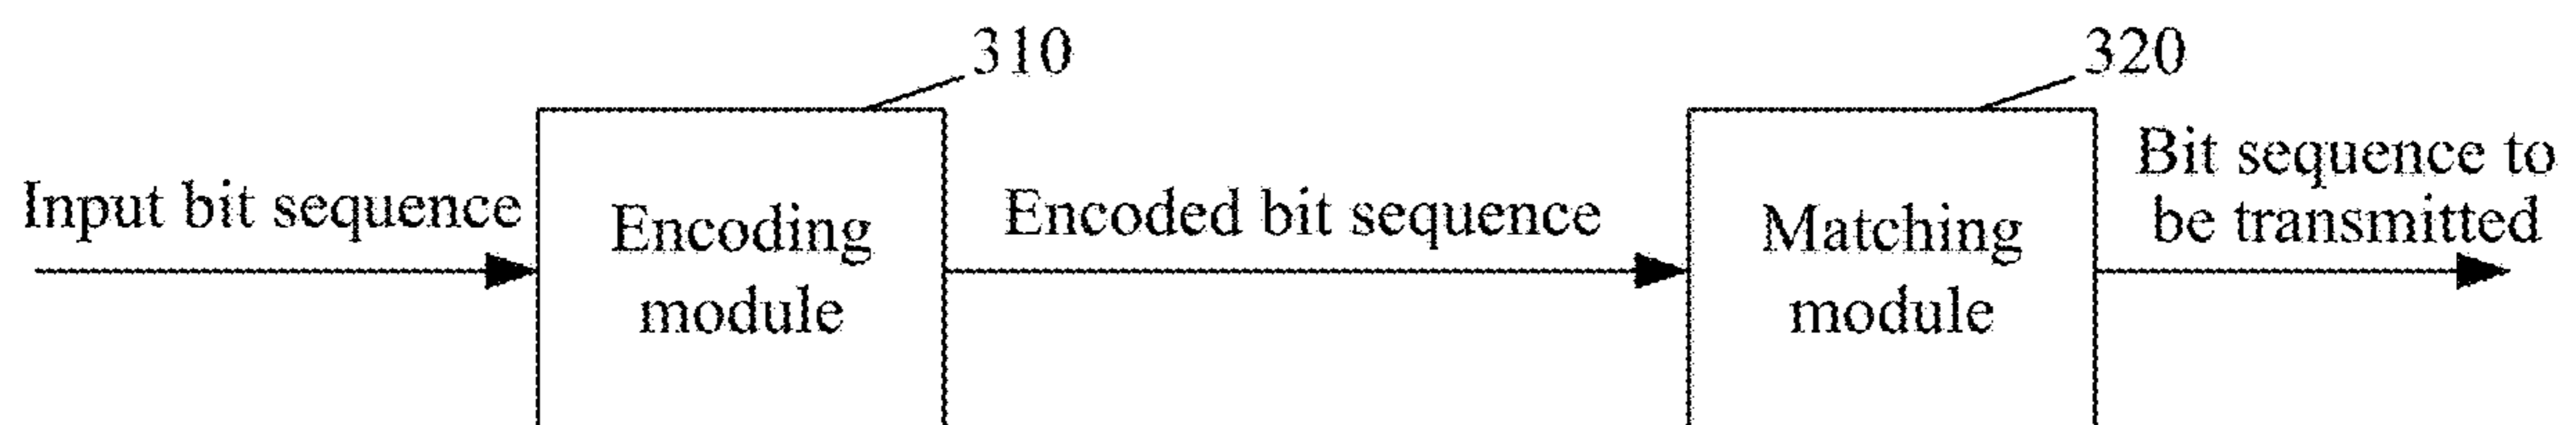 310
320
Input bit sequence
Encoding
module
Encoded bit sequence
Matching
module
Bit sequence to
be transmitted